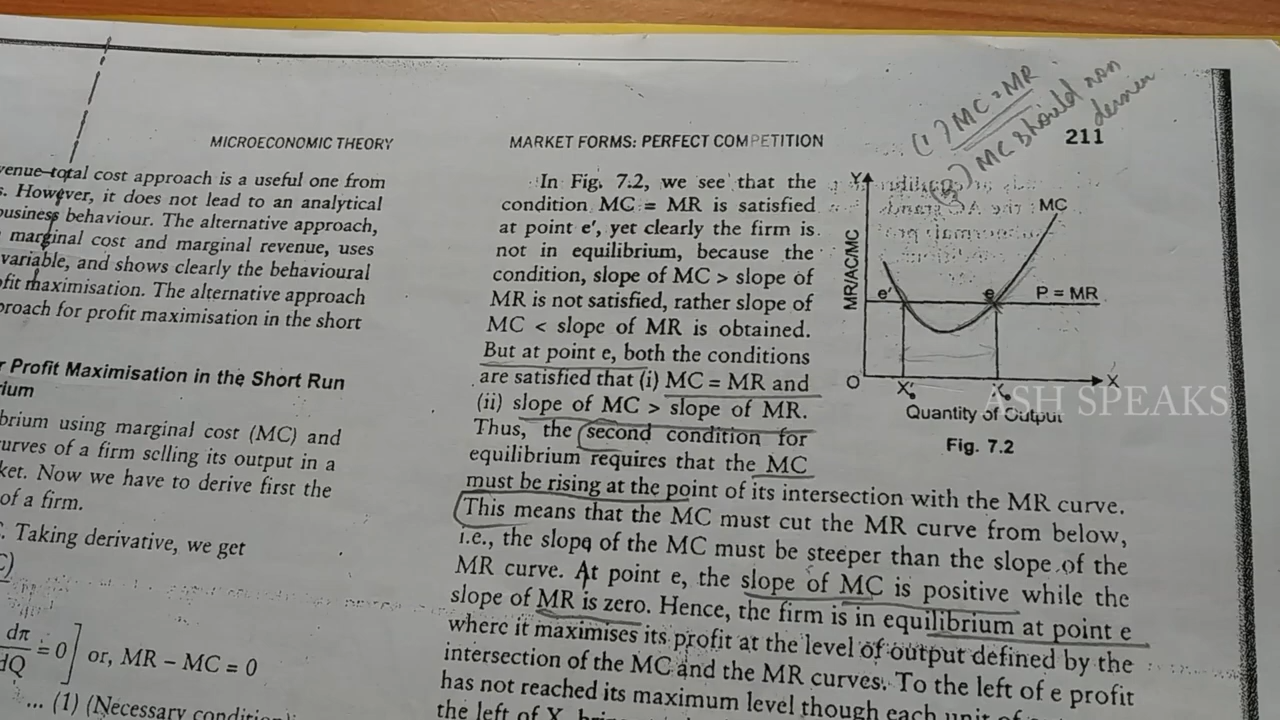 MICROECONOMIC THEORY
venue-total cost approach is a useful one from
s. However, it does not lead to an analytical
business behaviour. The alternative approach,
marginal cost and marginal revenue, uses
variable, and shows clearly the behavioural
ofit maximisation. The alternative approach
proach for profit maximisation in the short
r Profit Maximisation in the Short Run
rium
brium using marginal cost (MC) and
curves of a firm selling its output in a
ket. Now we have to derive first the
of a firm.
. Taking derivative, we get
C)
dπ
dQ = 0] or, MR – MC = 0
... (1) (Necessary condition)
MARKET FORMS: PERFECT COMPETITION
211
(1) MC = MR
MC should non
In Fig. 7.2, we see that the
condition MC = MR is satisfied
at point e′, yet clearly the firm is
not in equilibrium, because the
condition, slope of MC > slope of
MR is not satisfied, rather slope of
MC < slope of MR is obtained.
But at point e, both the conditions
are satisfied that (i) MC = MR and
(ii) slope of MC > slope of MR.
Thus, the second condition for
equilibrium requires that the MC
must be rising at the point of its intersection with the MR curve.
This means that the MC must cut the MR curve from below,
i.e., the slope of the MC must be steeper than the slope of the
MR curve. At point e, the slope of MC is positive while the
slope of MR is zero. Hence, the firm is in equilibrium at point e
where it maximises its profit at the level of output defined by the
intersection of the MC and the MR curves. To the left of e profit
has not reached its maximum level though each unit of
the left of X
Y
MC
MR/AC/MC
e′
e
P = MR
O
X′
X
X
Quantity of Output
Fig. 7.2
ASH SPEAKS